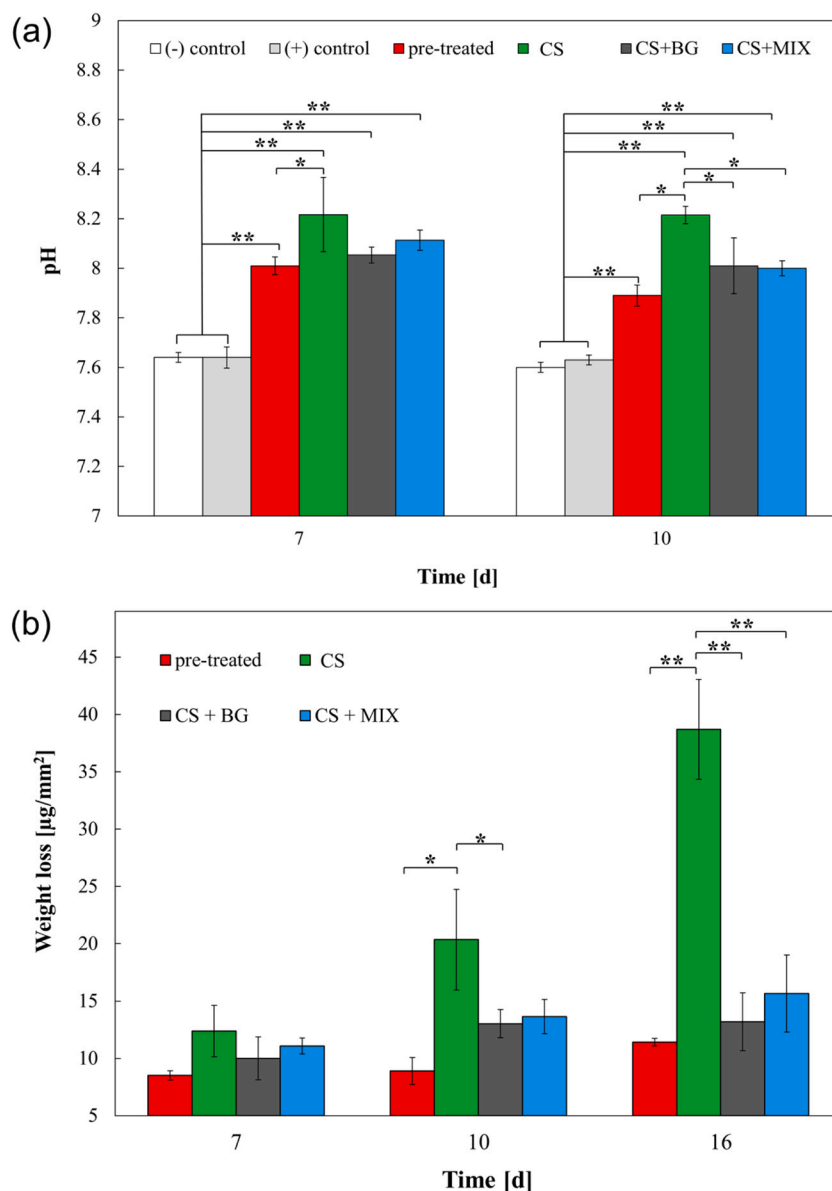 (a)
(-) control (+) control pre-treated CS CS+BG CS+MIX
9
8.8
8.6
8.4
8.2
8
7.8
7.6
7.4
7.2
7
pH
** ** ** * **
** ** ** * * * **
7 10
Time [d]
(b)
pre-treated CS
CS + BG CS + MIX
45
40
35
30
25
20
15
10
5
Weight loss [µg/mm²]
* *
** ** **
7 10 16
Time [d]